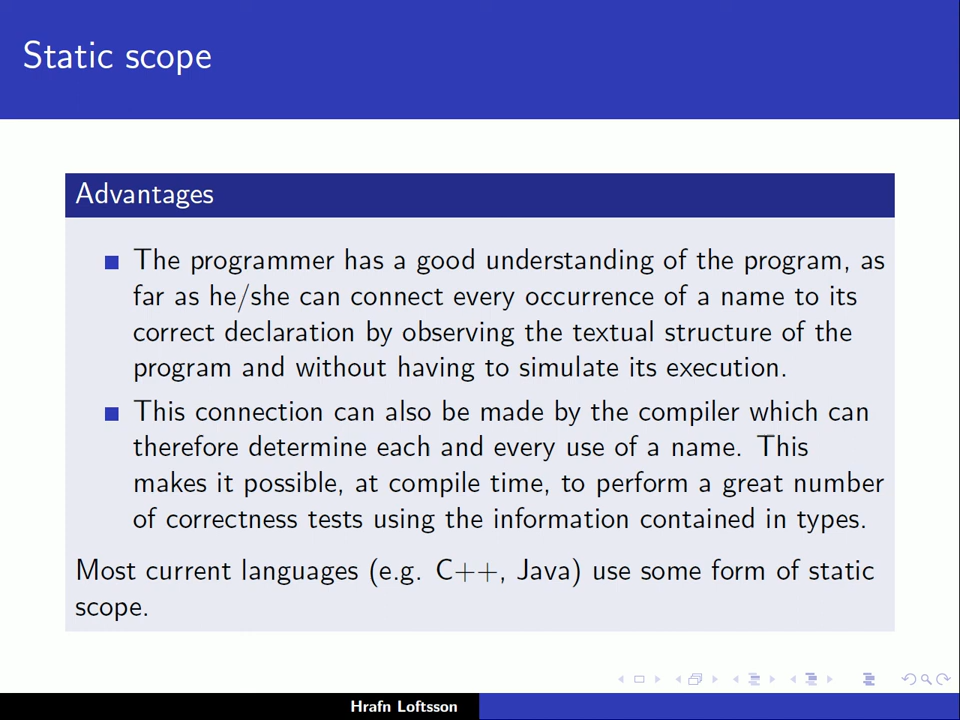 Static scope
Advantages
The programmer has a good understanding of the program, as
far as he/she can connect every occurrence of a name to its
correct declaration by observing the textual structure of the
program and without having to simulate its execution.
This connection can also be made by the compiler which can
therefore determine each and every use of a name. This
makes it possible, at compile time, to perform a great number
of correctness tests using the information contained in types.
Most current languages (e.g. C++, Java) use some form of static
scope.
Hrafn Loftsson